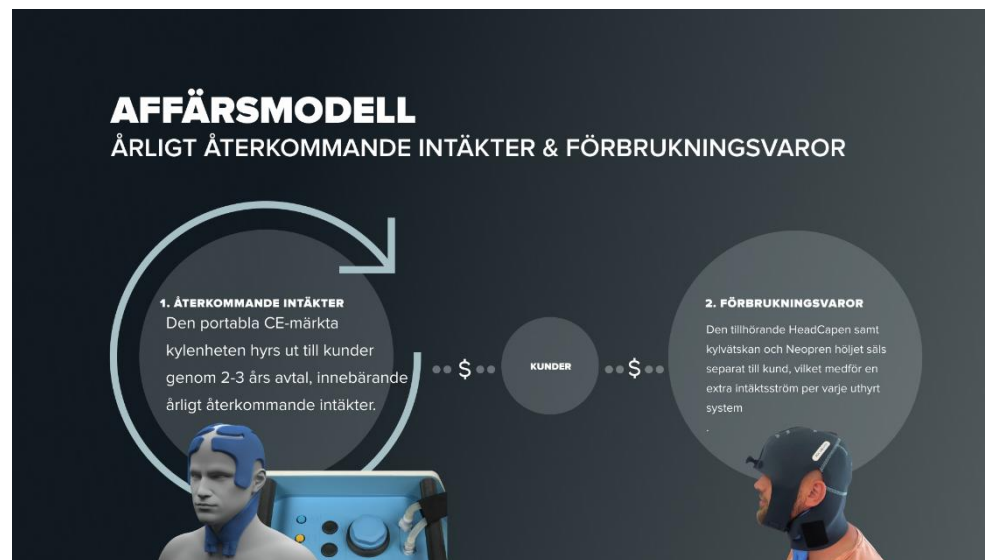 AFFÄRSMODELL
ÅRLIGT ÅTERKOMMANDE INTÄKTER & FÖRBRUKNINGSVAROR
1. ÅTERKOMMANDE INTÄKTER
Den portabla CE-märkta
kylenheten hyrs ut till kunder
genom 2-3 års avtal, innebärande
årligt återkommande intäkter.
$
KUNDER
$
2. FÖRBRUKNINGSVAROR
Den tillhörande HeadCapen samt
kylvätskan och Neopren höljet säls
separat till kund, vilket medför en
extra intäktsström per varje uthyrt
system
.